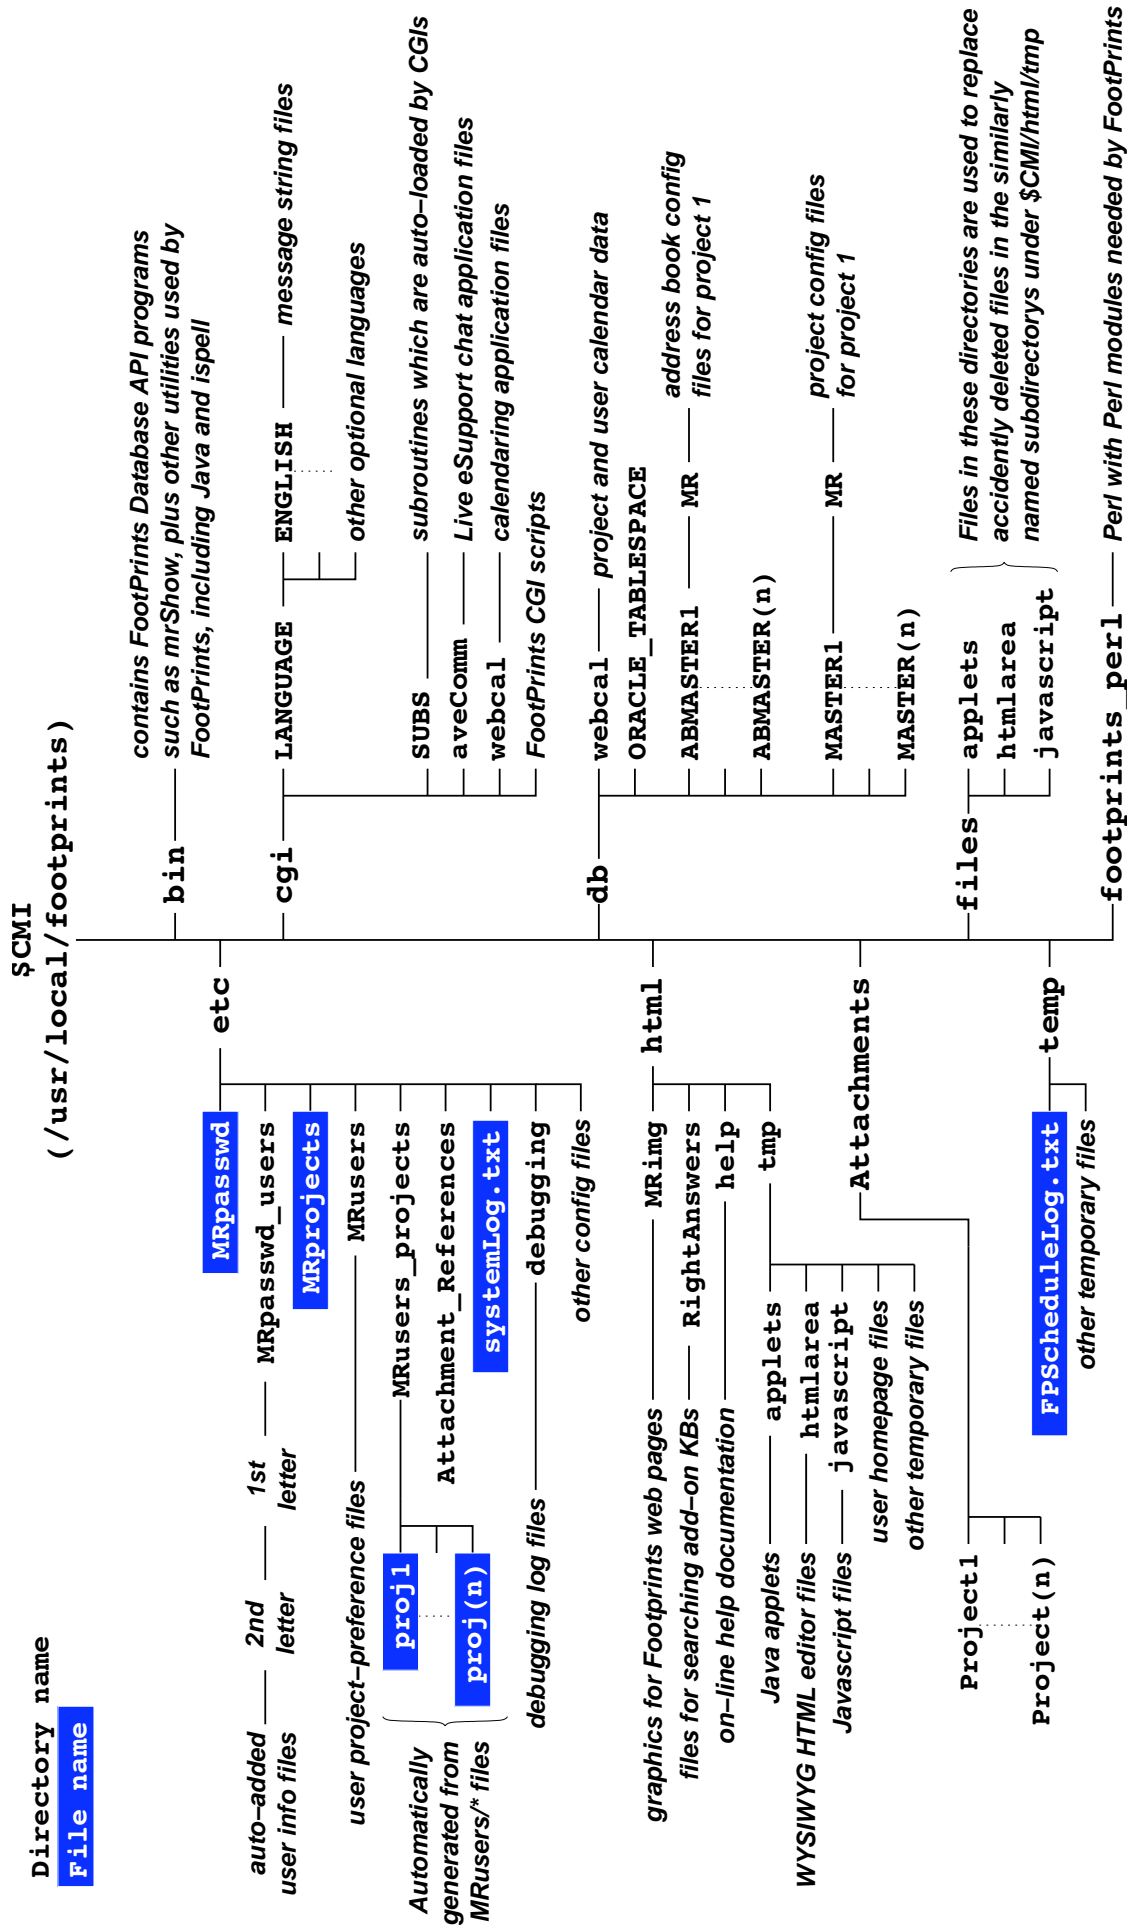 $CMI
(/usr/local/footprints)
Directory name
File name
etc
MRpasswd
MRpasswd_users
1st
letter
2nd
letter
auto–added
user info files
MRprojects
MRusers
user project–preference files
MRusers_projects
proj1
proj(n)
Automatically
generated from
MRusers/* files
Attachment_References
systemLog.txt
debugging
debugging log files
other config files
html
MRimg
graphics for Footprints web pages
RightAnswers
files for searching add–on KBs
help
on–line help documentation
tmp
applets
Java applets
htmlarea
WYSIWYG HTML editor files
javascript
Javascript files
user homepage files
other temporary files
Attachments
Project1
Project(n)
temp
FPScheduleLog.txt
other temporary files
bin
contains FootPrints Database API programs
such as mrShow, plus other utilities used by
FootPrints, including Java and ispell
cgi
LANGUAGE
ENGLISH
message string files
other optional languages
SUBS
subroutines which are auto–loaded by CGIs
aveComm
Live eSupport chat application files
webcal
calendaring application files
FootPrints CGI scripts
db
webcal
project and user calendar data
ORACLE_TABLESPACE
ABMASTER1
MR
address book config
files for project 1
ABMASTER(n)
MASTER1
MR
project config files
for project 1
MASTER(n)
files
applets
htmlarea
javascript
Files in these directories are used to replace
accidently deleted files in the similarly
named subdirectorys under $CMI/html/tmp
footprints_perl
Perl with Perl modules needed by FootPrints